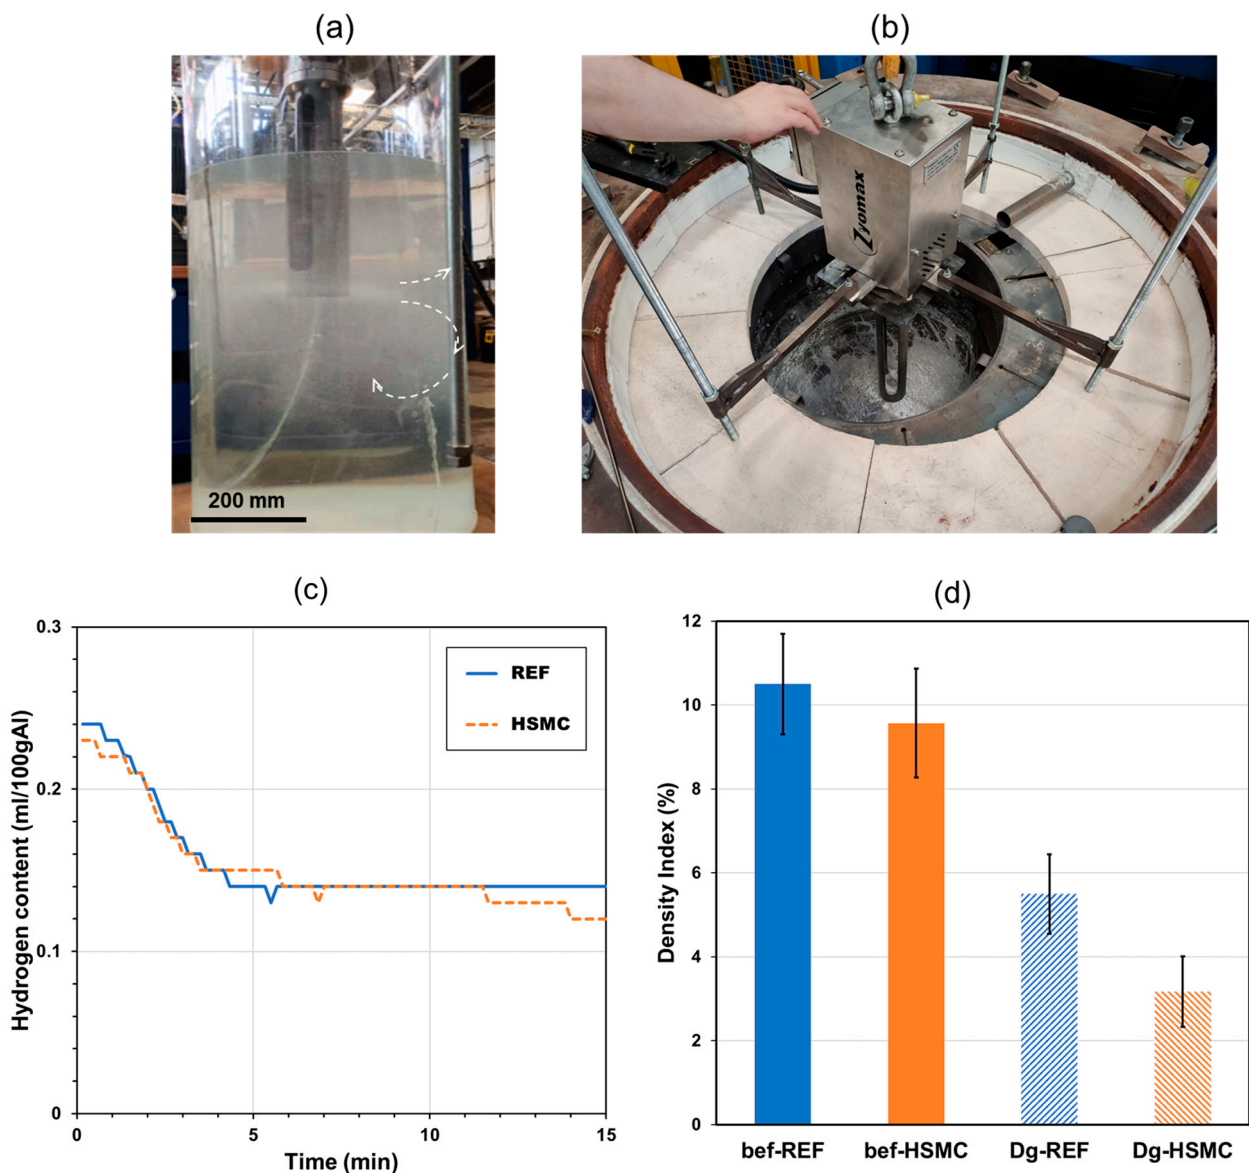 (a)
(b)
200 mm
Zyomax
(c)
Hydrogen content (ml/100gAl)
0.3
0.2
0.1
0
REF
HSMC
0
5
10
15
Time (min)
(d)
Density Index (%)
12
10
8
6
4
2
0
bef-REF
bef-HSMC
Dg-REF
Dg-HSMC